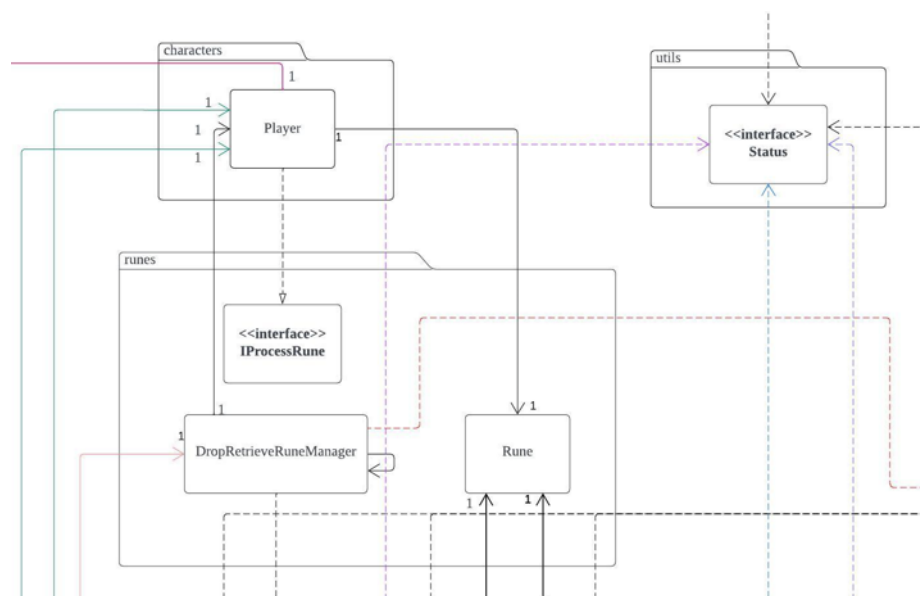 characters
utils
1
1
1
1
Player
1
<<interface>>
Status
runes
<<interface>>
IProcessRune
1
1
1
DropRetrieveRuneManager
Rune
1
1